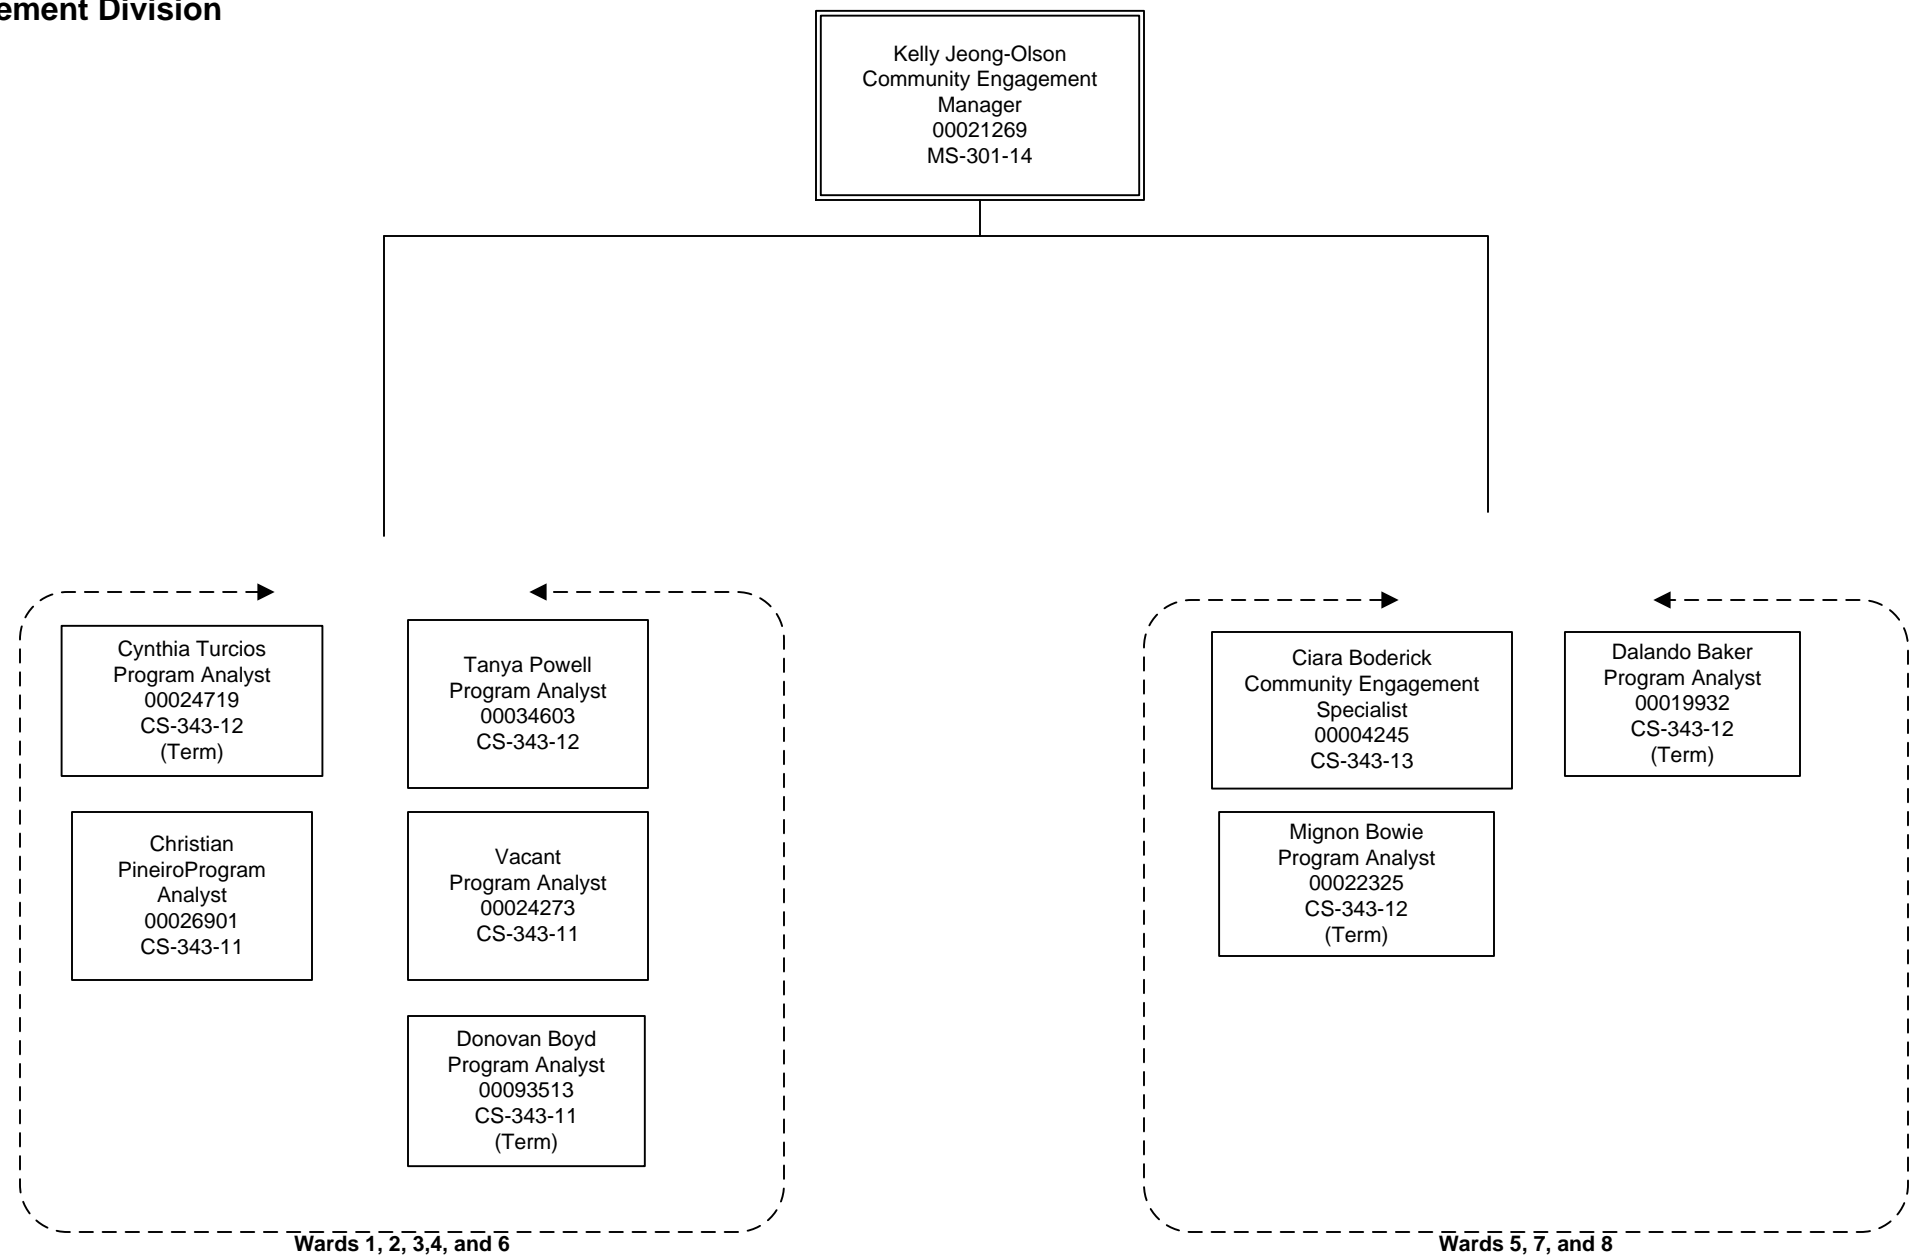 ement Division
Kelly Jeong-Olson
Community Engagement
Manager
00021269
MS-301-14
Cynthia Turcios
Program Analyst
00024719
CS-343-12
(Term)
Tanya Powell
Program Analyst
00034603
CS-343-12
Christian
PineiroProgram
Analyst
00026901
CS-343-11
Vacant
Program Analyst
00024273
CS-343-11
Donovan Boyd
Program Analyst
00093513
CS-343-11
(Term)
Wards 1, 2, 3,4, and 6
Ciara Boderick
Community Engagement
Specialist
00004245
CS-343-13
Dalando Baker
Program Analyst
00019932
CS-343-12
(Term)
Mignon Bowie
Program Analyst
00022325
CS-343-12
(Term)
Wards 5, 7, and 8